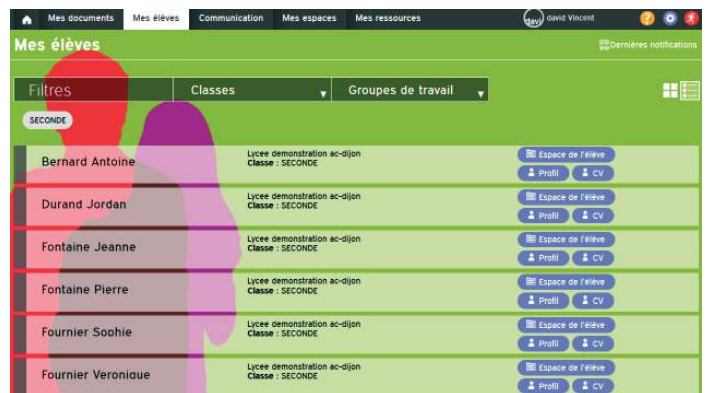 Mes documents Mes élèves Communication Mes espaces Mes ressources davi david Vincent ?
Mes élèves Dernières notifications
Filtres Classes Groupes de travail
SECONDE
Bernard Antoine Lycee demonstration ac-dijon Espace de l'élève
Classe : SECONDE Profil CV
Durand Jordan Lycee demonstration ac-dijon Espace de l'élève
Classe : SECONDE Profil CV
Fontaine Jeanne Lycee demonstration ac-dijon Espace de l'élève
Classe : SECONDE Profil CV
Fontaine Pierre Lycee demonstration ac-dijon Espace de l'élève
Classe : SECONDE Profil CV
Fournier Sophie Lycee demonstration ac-dijon Espace de l'élève
Classe : SECONDE Profil CV
Fournier Veronique Lycee demonstration ac-dijon Espace de l'élève
Classe : SECONDE Profil CV